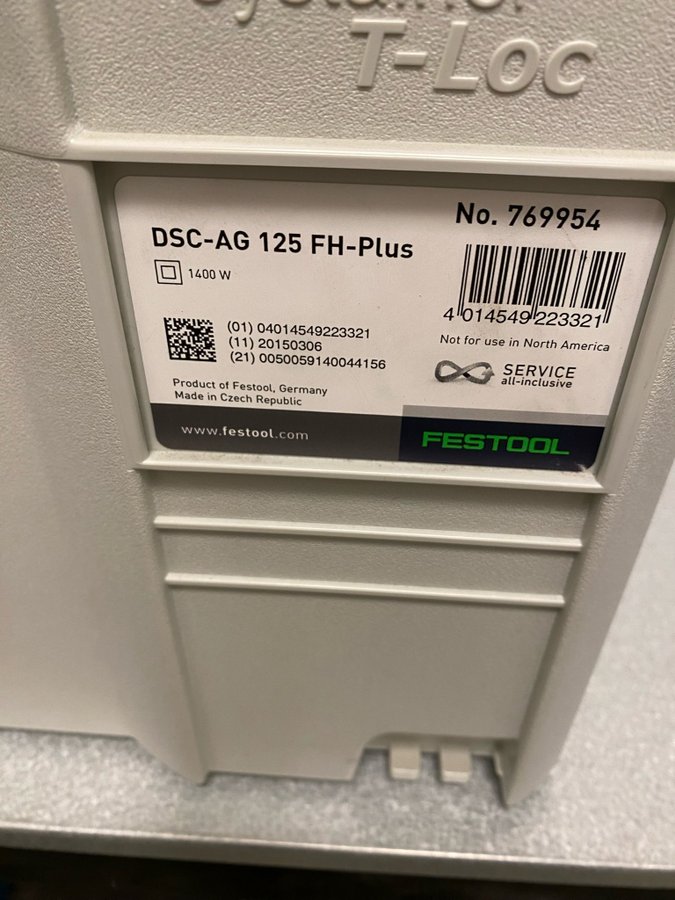 T-Loc
No. 769954
DSC-AG 125 FH-Plus
1400 W
(01) 04014549223321
(11) 20150306
(21) 0050059140044156
4 014549 223321
Not for use in North America
SERVICE
all-inclusive
Product of Festool, Germany
Made in Czech Republic
www.festool.com
FESTOOL